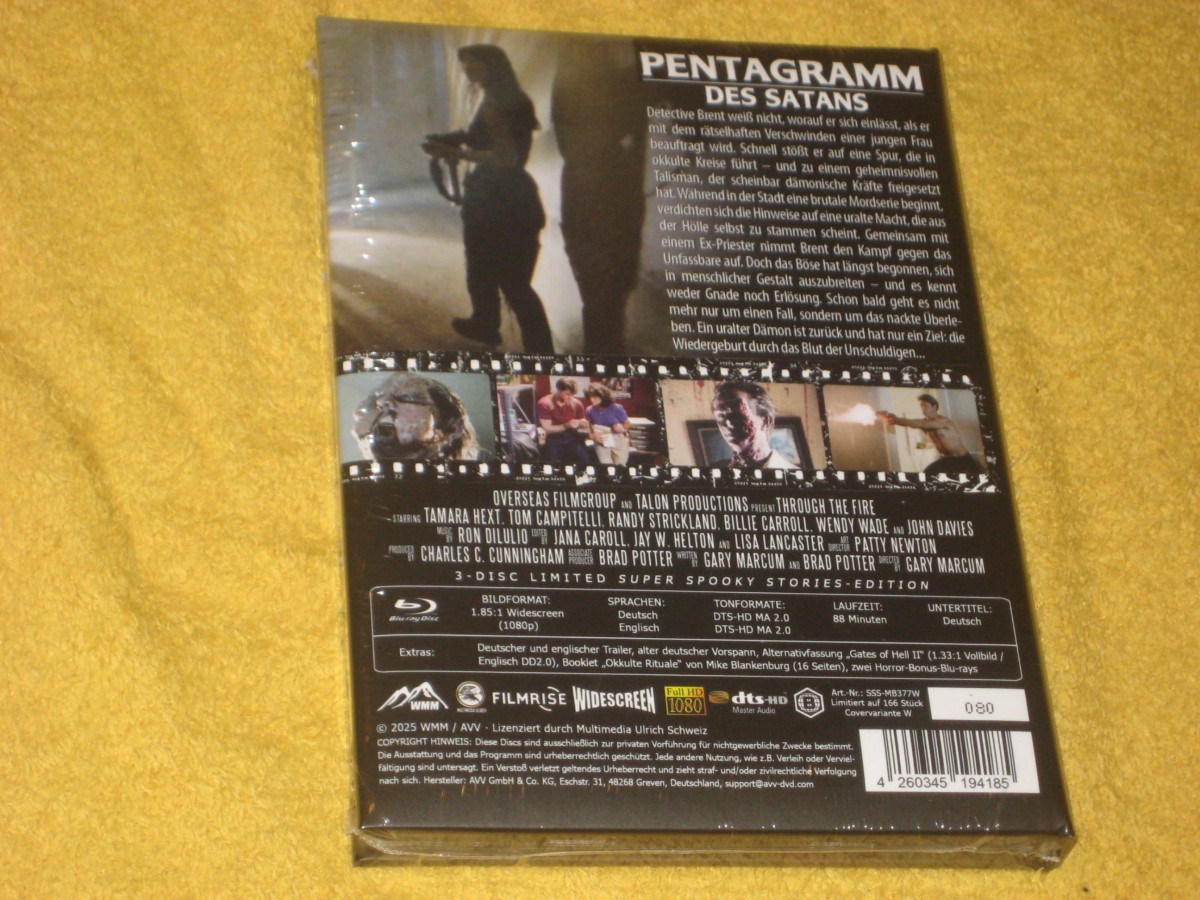 PENTAGRAMM
DES SATANS
Detective Brent weiß nicht, worauf er sich einlässt, als er
mit dem rätselhaften Verschwinden einer jungen Frau
beauftragt wird. Schnell stößt er auf eine Spur, die in
okkulte Kreise führt – und zu einem geheimnisvollen
Talisman, der scheinbar dämonische Kräfte freigesetzt
hat. Während in der Stadt eine brutale Mordserie beginnt,
verdichten sich die Hinweise auf eine uralte Macht, die aus
der Hölle selbst zu stammen scheint. Gemeinsam mit
einem Ex-Priester nimmt Brent den Kampf gegen das
Unfassbare auf. Doch das Böse hat längst begonnen, sich
in menschlicher Gestalt auszubreiten – und es kennt
weder Gnade noch Erlösung. Schon bald geht es nicht
mehr nur um einen Fall, sondern um das nackte Überle-
ben. Ein uralter Dämon ist zurück und hat nur ein Ziel: die
Wiedergeburt durch das Blut der Unschuldigen...
OVERSEAS FILMGROUP AND TALON PRODUCTIONS PRESENT THROUGH THE FIRE
STARRING TAMARA HEXT, TOM CAMPITELLI, RANDY STRICKLAND, BILLIE CARROLL, WENDY WADE AND JOHN DAVIES
MUSIC BY RON DILULIO EDITED BY JANA CAROLL, JAY W. HELTON AND LISA LANCASTER ART DIRECTOR PATTY NEWTON
PRODUCED BY CHARLES C. CUNNINGHAM ASSOCIATE PRODUCER BRAD POTTER WRITTEN BY GARY MARCUM AND BRAD POTTER DIRECTED BY GARY MARCUM
3-DISC LIMITED SUPER SPOOKY STORIES-EDITION
Blu-ray Disc
BILDFORMAT:
1.85:1 Widescreen
(1080p)
SPRACHEN:
Deutsch
Englisch
TONFORMATE:
DTS-HD MA 2.0
DTS-HD MA 2.0
LAUFZEIT:
88 Minuten
UNTERTITEL:
Deutsch
Extras:
Deutscher und englischer Trailer, alter deutscher Vorspann, Alternativfassung „Gates of Hell II" (1.33:1 Vollbild /
Englisch DD2.0), Booklet „Okkulte Rituale" von Mike Blankenburg (16 Seiten), zwei Horror-Bonus-Blu-rays
WMM
FILMRISE
WIDESCREEN
Full HD
1080
dts-HD
Master Audio
Art.-Nr.: SSS-MB377W
Limitiert auf 166 Stück
Covervariante W
080
© 2025 WMM / AVV · Lizenziert durch Multimedia Ulrich Schweiz
COPYRIGHT HINWEIS: Diese Discs sind ausschließlich zur privaten Vorführung für nichtgewerbliche Zwecke bestimmt.
Die Ausstattung und das Programm sind urheberrechtlich geschützt. Jede andere Nutzung, wie z.B. Verleih oder Verviel-
fältigung sind untersagt. Ein Verstoß verletzt geltendes Urheberrecht und zieht straf- und/oder zivilrechtliche Verfolgung
nach sich. Hersteller: AVV GmbH & Co. KG, Eschstr. 31, 48268 Greven, Deutschland, support@avv-dvd.com
4 260345 194185